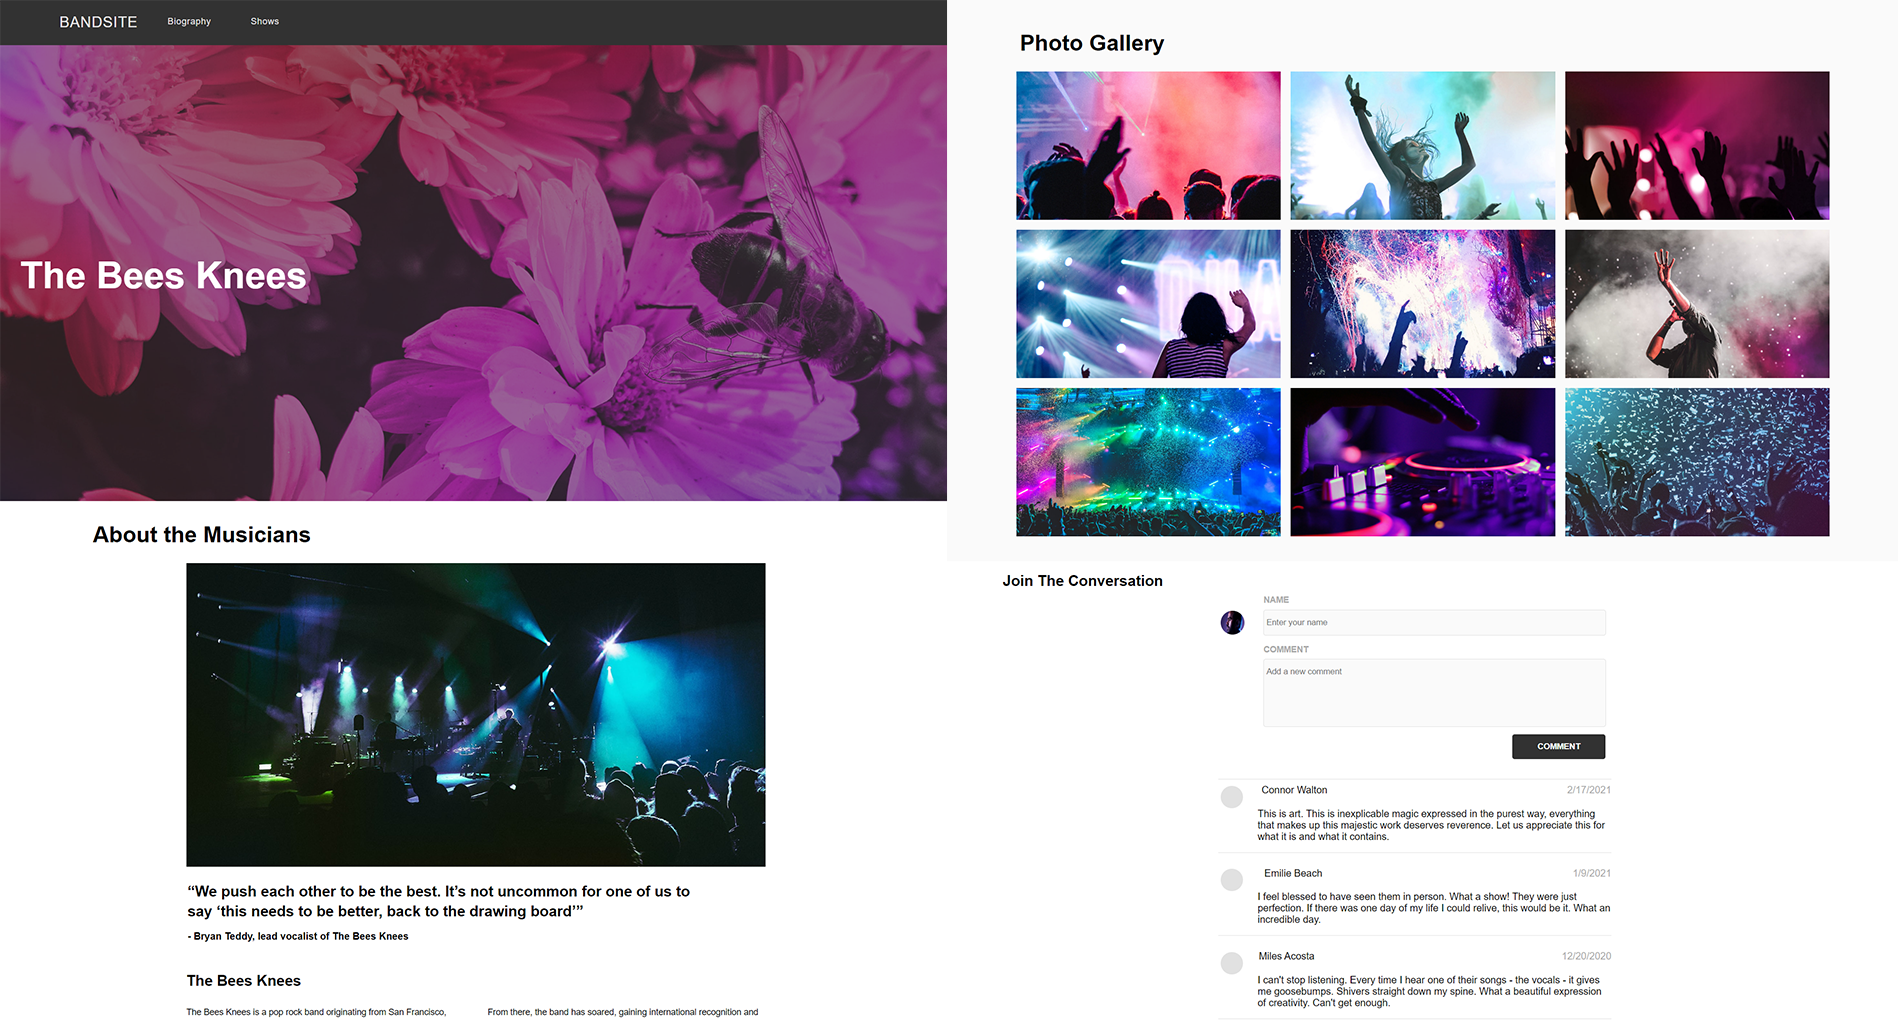 BANDSITE Biography Shows
The Bees Knees
About the Musicians
“We push each other to be the best. It’s not uncommon for one of us to
say ‘this needs to be better, back to the drawing board’”
- Bryan Teddy, lead vocalist of The Bees Knees
The Bees Knees
The Bees Knees is a pop rock band originating from San Francisco,
From there, the band has soared, gaining international recognition and
Photo Gallery
Join The Conversation
NAME
Enter your name
COMMENT
Add a new comment
COMMENT
Connor Walton 2/17/2021
This is art. This is inexplicable magic expressed in the purest way, everything
that makes up this majestic work deserves reverence. Let us appreciate this for
what it is and what it contains.
Emilie Beach 1/9/2021
I feel blessed to have seen them in person. What a show! They were just
perfection. If there was one day of my life I could relive, this would be it. What an
incredible day.
Miles Acosta 12/20/2020
I can't stop listening. Every time I hear one of their songs - the vocals - it gives
me goosebumps. Shivers straight down my spine. What a beautiful expression
of creativity. Can't get enough.